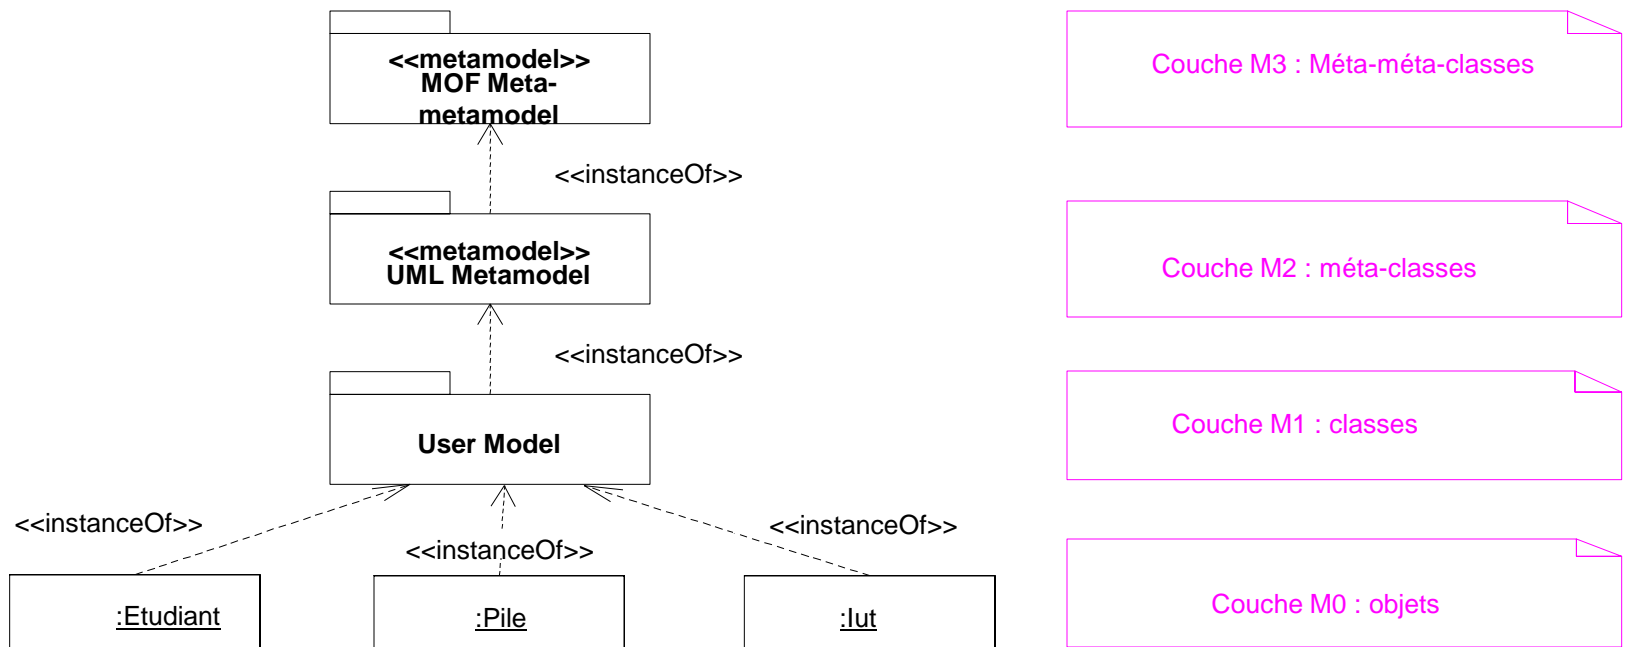 <<metamodel>>
MOF Meta-
metamodel
Couche M3 : Méta-méta-classes
<<instanceOf>>
<<metamodel>>
UML Metamodel
Couche M2 : méta-classes
<<instanceOf>>
User Model
Couche M1 : classes
<<instanceOf>>
<<instanceOf>>
<<instanceOf>>
:Etudiant
:Pile
:Iut
Couche M0 : objets